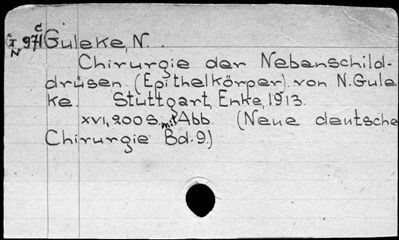 C
I 971 Guleke, N.
N
Chirurgie der Nebenschild-
drüsen (Epithelkörper) von N. Gule
ke. Stuttgart, Enke, 1913.
XVI, 200 S. mit Abb. (Neue deutsche
Chirurgie Bd. 9.)